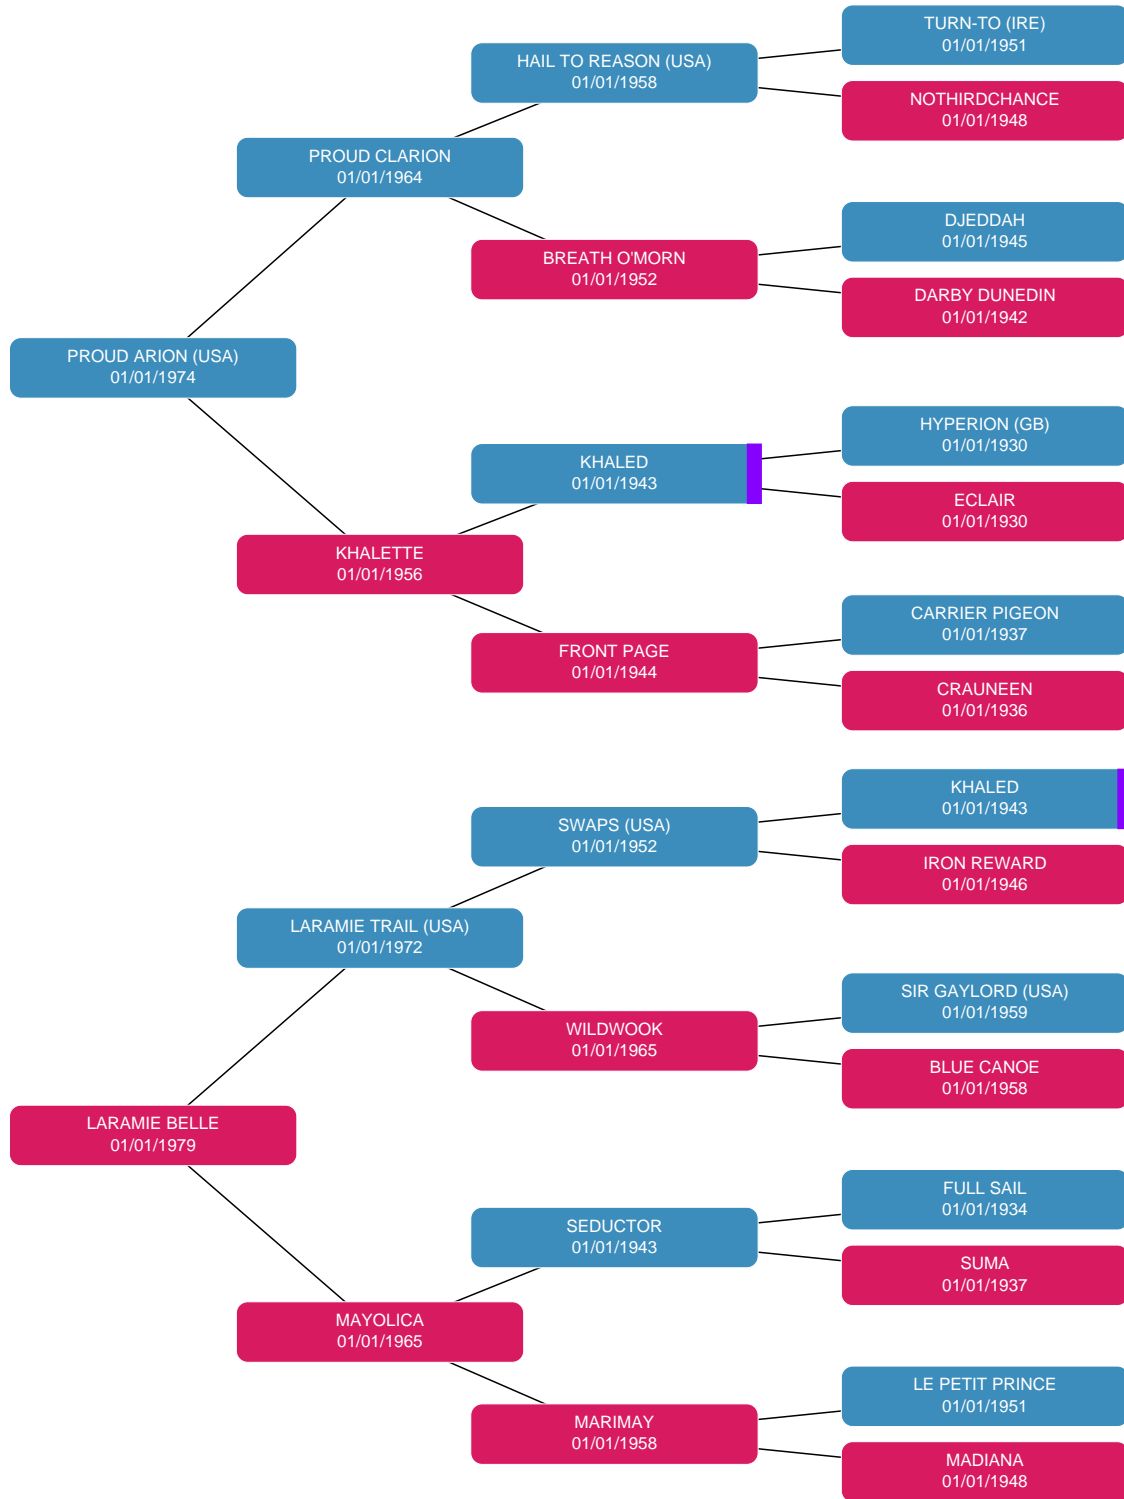 TURN-TO (IRE)
01/01/1951
HAIL TO REASON (USA)
01/01/1958
NOTHIRDCHANCE
01/01/1948
PROUD CLARION
01/01/1964
DJEDDAH
01/01/1945
BREATH O'MORN
01/01/1952
DARBY DUNEDIN
01/01/1942
PROUD ARION (USA)
01/01/1974
HYPERION (GB)
01/01/1930
KHALED
01/01/1943
ECLAIR
01/01/1930
KHALETTE
01/01/1956
CARRIER PIGEON
01/01/1937
FRONT PAGE
01/01/1944
CRAUNEEN
01/01/1936
KHALED
01/01/1943
SWAPS (USA)
01/01/1952
IRON REWARD
01/01/1946
LARAMIE TRAIL (USA)
01/01/1972
SIR GAYLORD (USA)
01/01/1959
WILDWOOK
01/01/1965
BLUE CANOE
01/01/1958
LARAMIE BELLE
01/01/1979
FULL SAIL
01/01/1934
SEDUCTOR
01/01/1943
SUMA
01/01/1937
MAYOLICA
01/01/1965
LE PETIT PRINCE
01/01/1951
MARIMAY
01/01/1958
MADIANA
01/01/1948